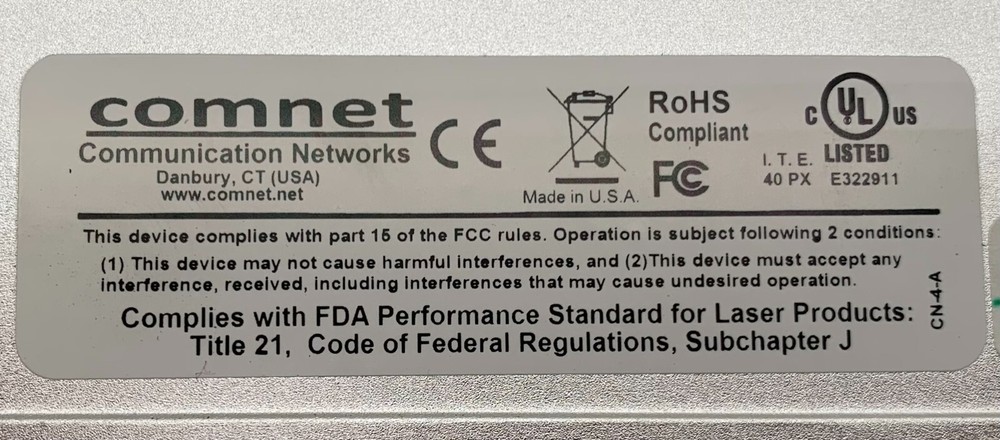 comnet
Communication Networks
Danbury, CT (USA)
www.comnet.net
CE
Made in U.S.A.
RoHS
Compliant
FC
C UL US
LISTED
I. T. E.
40 PX E322911
This device complies with part 15 of the FCC rules. Operation is subject following 2 conditions:
(1) This device may not cause harmful interferences, and (2)This device must accept any
interference, received, including interferences that may cause undesired operation.
Complies with FDA Performance Standard for Laser Products:
Title 21, Code of Federal Regulations, Subchapter J
CN-4-A